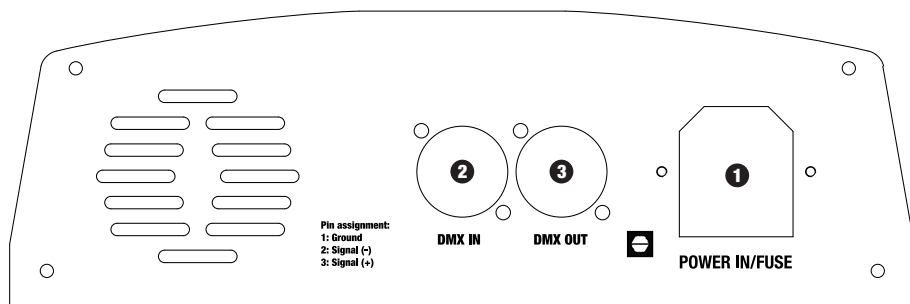 2
3
1
Pin assignment:
1: Ground
2: Signal (–)
3: Signal (+)
DMX IN
DMX OUT
POWER IN/FUSE